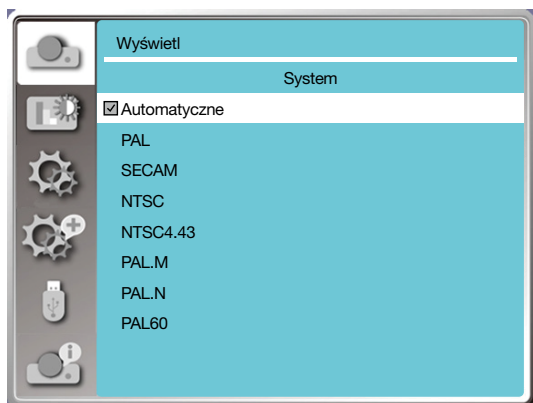 Wyświetl
System
Automatyczne
PAL
SECAM
NTSC
NTSC4.43
PAL.M
PAL.N
PAL60